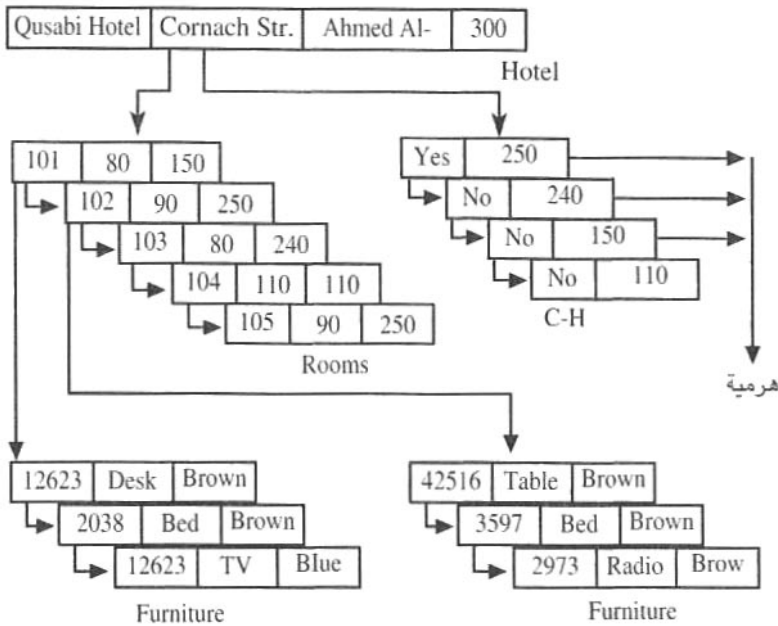 Qusabi Hotel Cornach Str. Ahmed Al- 300
Hotel
101 80 150
102 90 250
103 80 240
104 110 110
105 90 250
Rooms
Yes 250
No 240
No 150
No 110
C-H
هرمية
12623 Desk Brown
2038 Bed Brown
12623 TV Blue
Furniture
42516 Table Brown
3597 Bed Brown
2973 Radio Brow
Furniture